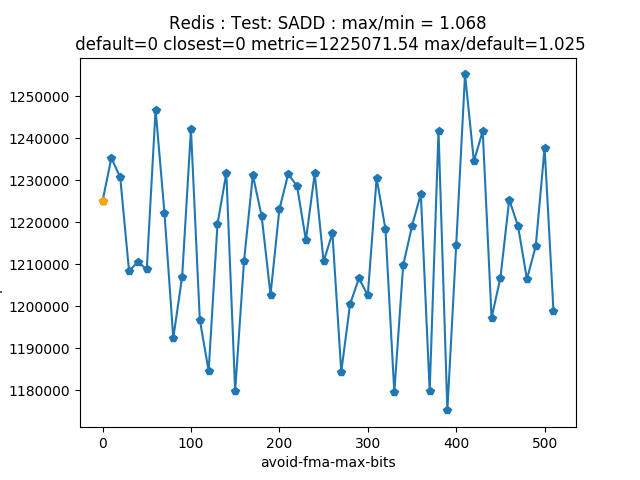 Redis : Test: SADD : max/min = 1.068
default=0 closest=0 metric=1225071.54 max/default=1.025
1250000
1240000
1230000
1220000
1210000
1200000
1190000
1180000
0 100 200 300 400 500
avoid-fma-max-bits